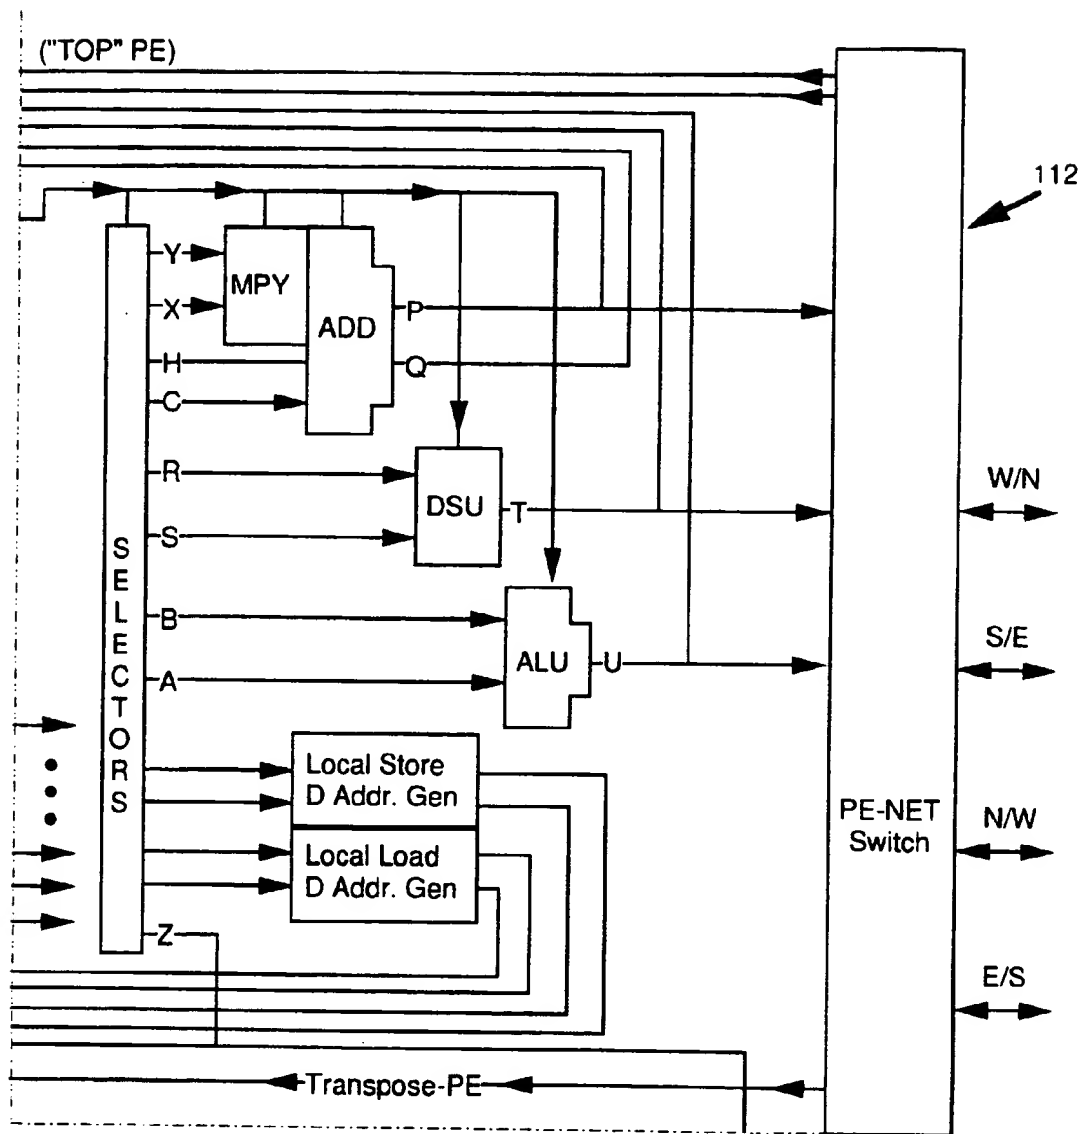 ("TOP" PE)
112
Y
MPY
X
ADD
P
H
Q
C
R
DSU
T
S
W/N
SELECTORS
B
ALU
U
S/E
A
Local Store
D Addr. Gen
Local Load
D Addr. Gen
PE-NET
Switch
N/W
Z
E/S
Transpose-PE